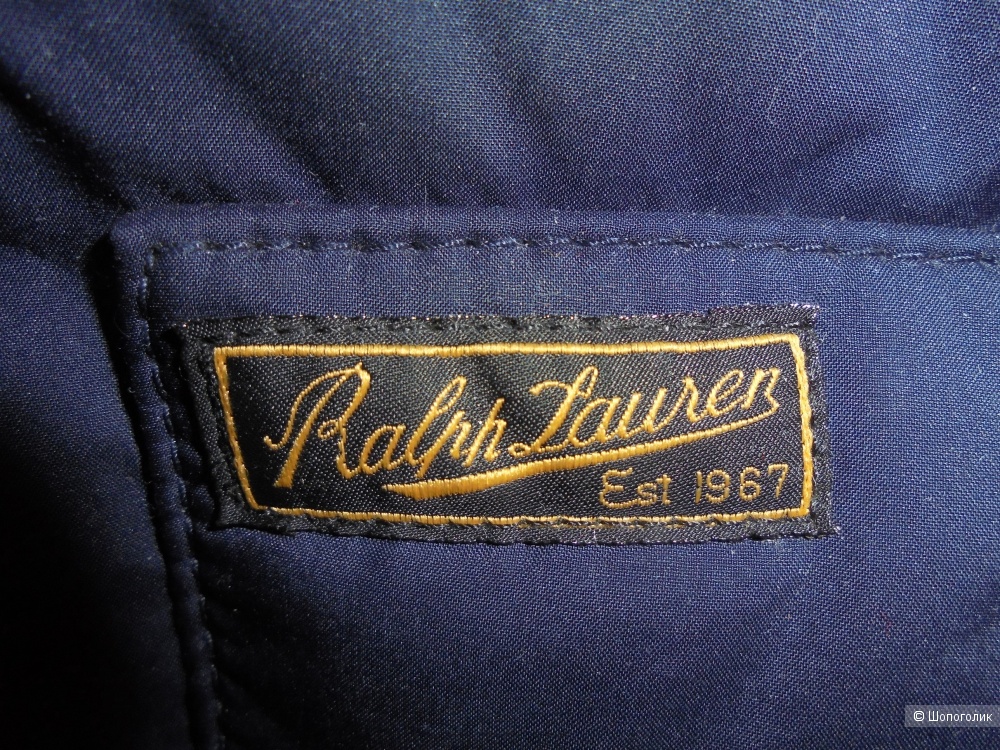 Ralph Lauren
Est 1967
© Шопоголик